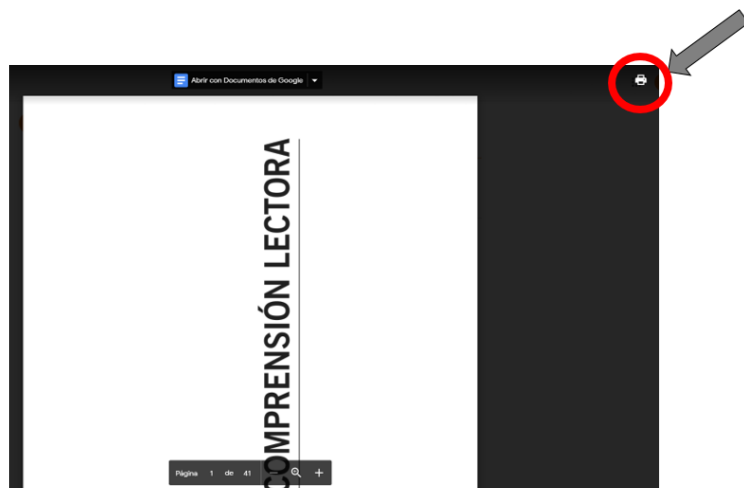 Abrir con Documentos de Google
COMPRENSIÓN LECTORA
Página 1 de 41